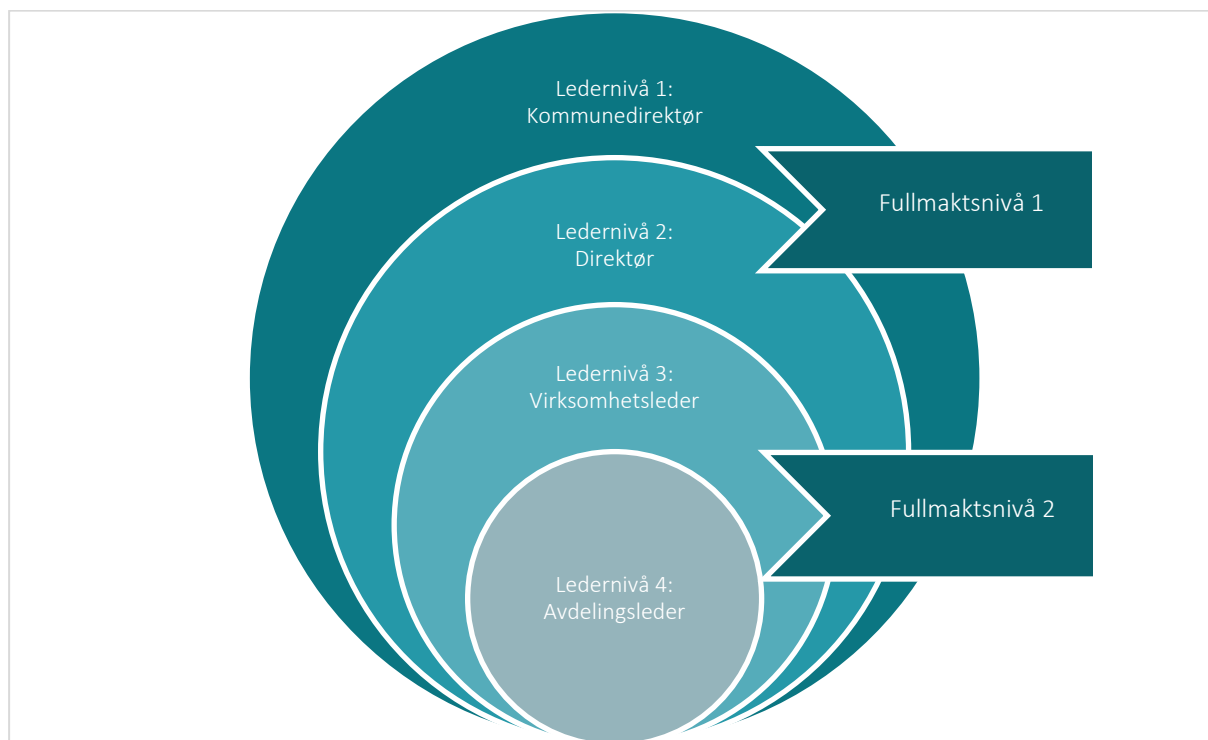 Ledernivå 1:
Kommunedirektør
Fullmaktsnivå 1
Ledernivå 2:
Direktør
Ledernivå 3:
Virksomhetsleder
Fullmaktsnivå 2
Ledernivå 4:
Avdelingsleder